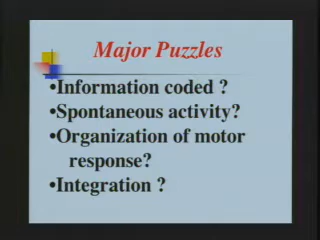 Major Puzzles
•Information coded ?
•Spontaneous activity?
•Organization of motor
response?
•Integration ?